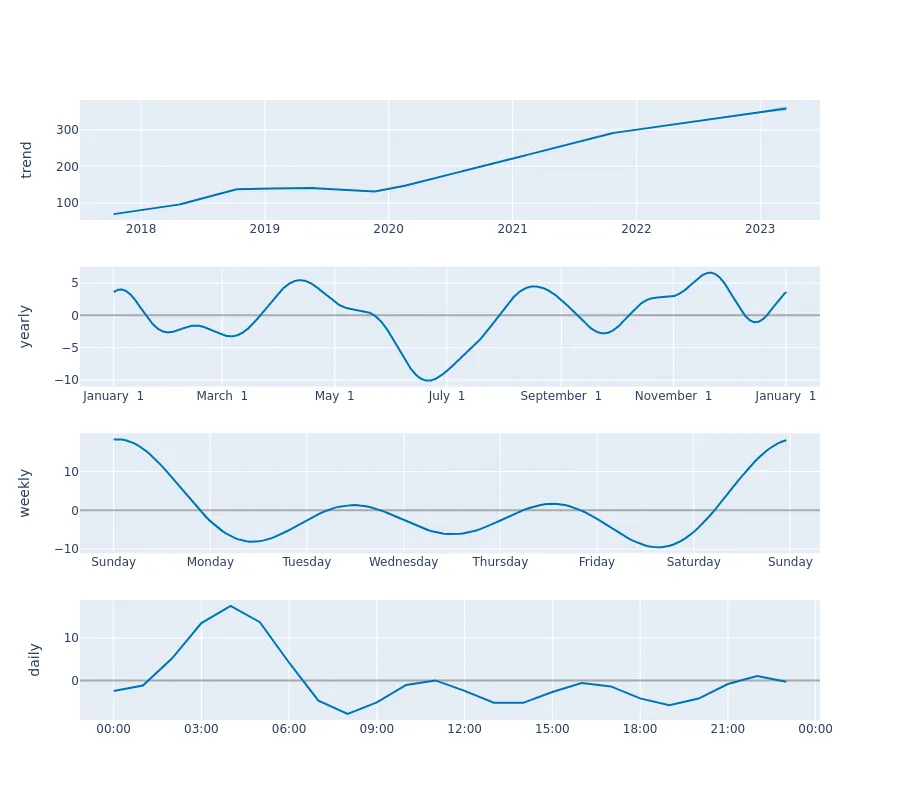 trend
300
200
100
2018 2019 2020 2021 2022 2023
yearly
5
0
−5
−10
January 1 March 1 May 1 July 1 September 1 November 1 January 1
weekly
10
0
−10
Sunday Monday Tuesday Wednesday Thursday Friday Saturday Sunday
daily
10
0
00:00 03:00 06:00 09:00 12:00 15:00 18:00 21:00 00:00